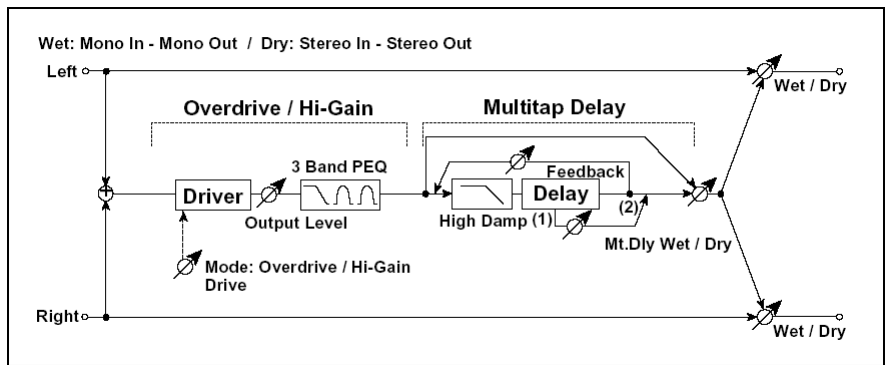 Wet: Mono In - Mono Out / Dry: Stereo In - Stereo Out
Left
Wet / Dry
Overdrive / Hi-Gain
Multitap Delay
3 Band PEQ
Feedback
Driver
Delay
Output Level
High Damp
(1)
(2)
Mt.Dly Wet / Dry
Mode: Overdrive / Hi-Gain
Drive
Right
Wet / Dry